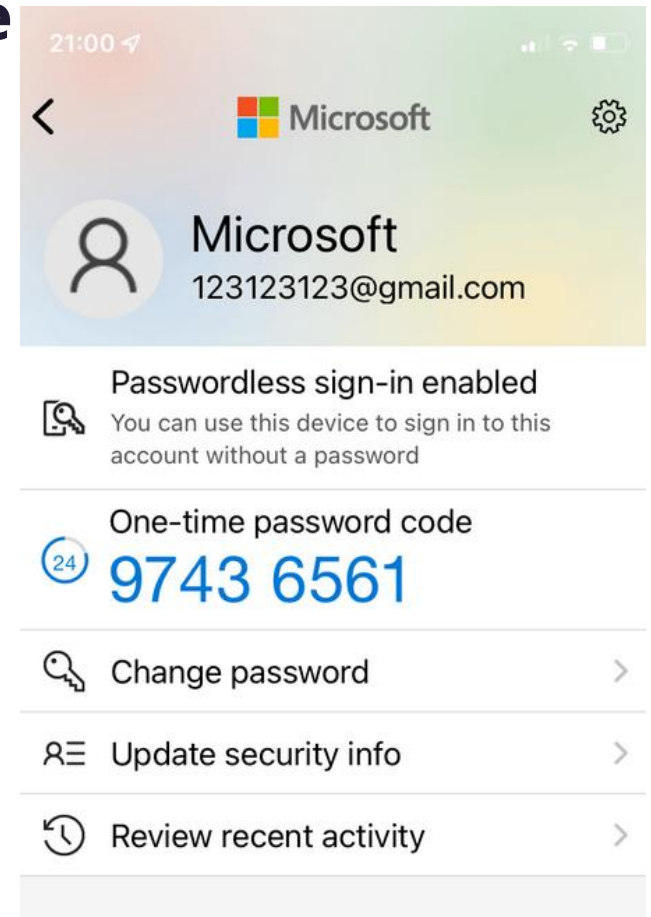 e
21:00
Microsoft
Microsoft
123123123@gmail.com
Passwordless sign-in enabled
You can use this device to sign in to this
account without a password
One-time password code
24
9743 6561
Change password
Update security info
Review recent activity